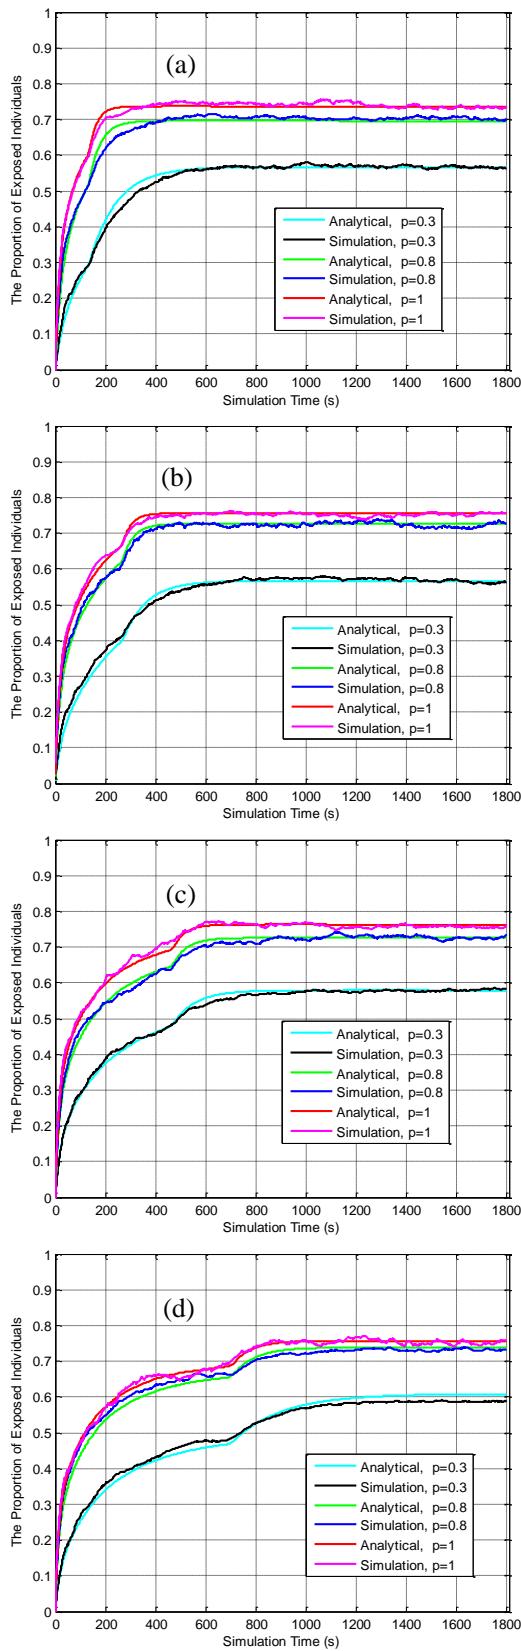 1
0.9
(a)
0.8
0.7
0.6
0.5
0.4
0.3
0.2
0.1
0
The Proportion of Exposed Individuals
Analytical, p=0.3
Simulation, p=0.3
Analytical, p=0.8
Simulation, p=0.8
Analytical, p=1
Simulation, p=1
0 200 400 600 800 1000 1200 1400 1600 1800
Simulation Time (s)
1
0.9
(b)
0.8
0.7
0.6
0.5
0.4
0.3
0.2
0.1
0
The Proportion of Exposed Individuals
Analytical, p=0.3
Simulation, p=0.3
Analytical, p=0.8
Simulation, p=0.8
Analytical, p=1
Simulation, p=1
0 200 400 600 800 1000 1200 1400 1600 1800
Simulation Time (s)
1
0.9
(c)
0.8
0.7
0.6
0.5
0.4
0.3
0.2
0.1
0
The Proportion of Exposed Individuals
Analytical, p=0.3
Simulation, p=0.3
Analytical, p=0.8
Simulation, p=0.8
Analytical, p=1
Simulation, p=1
0 200 400 600 800 1000 1200 1400 1600 1800
Simulation Time (s)
1
0.9
(d)
0.8
0.7
0.6
0.5
0.4
0.3
0.2
0.1
0
The Proportion of Exposed Individuals
Analytical, p=0.3
Simulation, p=0.3
Analytical, p=0.8
Simulation, p=0.8
Analytical, p=1
Simulation, p=1
0 200 400 600 800 1000 1200 1400 1600 1800
Simulation Time (s)